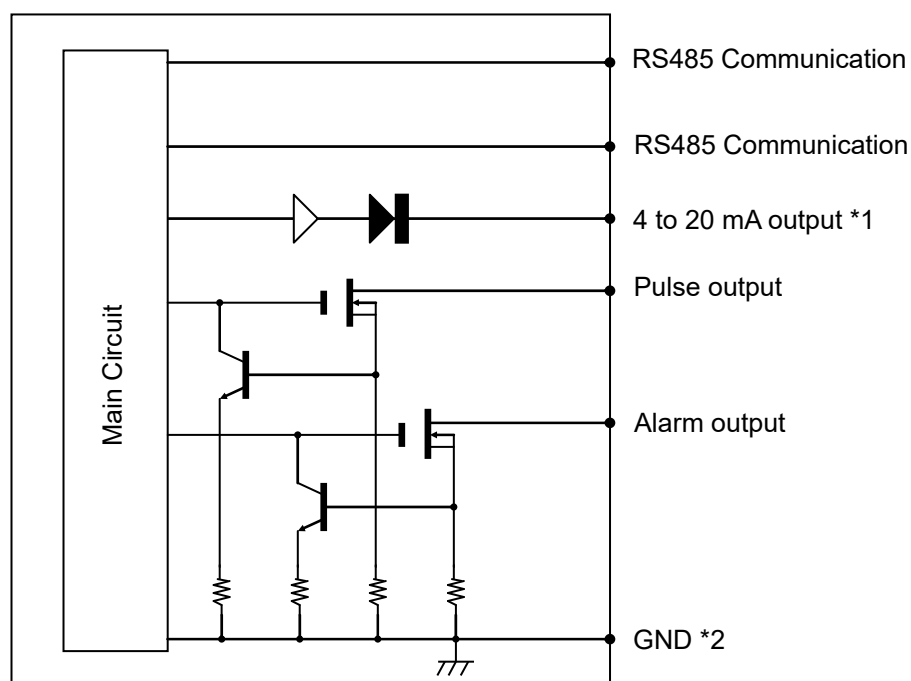 RS485 Communication
RS485 Communication
4 to 20 mA output *1
Pulse output
Main Circuit
Alarm output
GND *2